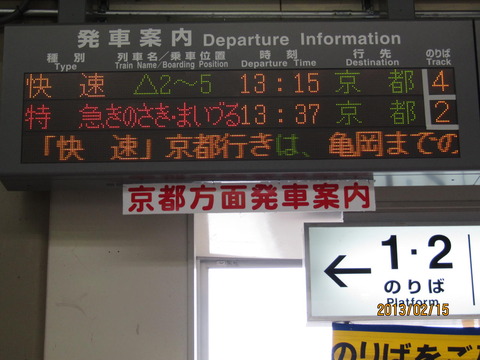 発車案内 Departure Information
種別 列車名/乗車位置 時刻 行先 のりば
Type Train Name/Boarding Position Departure Time Destination Track
快速 △2～5 13:15 京都 4
特急 きのさき・まいづる 13:37 京都 2
「快速」京都行きは、亀岡までの
京都方面発車案内
← 1・2
のりば
Platform
2013/02/15
のりばをご